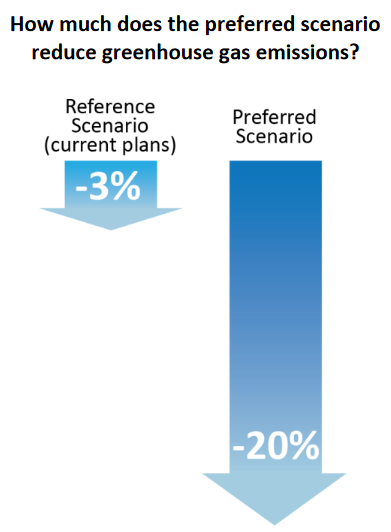 How much does the preferred scenario
reduce greenhouse gas emissions?
Reference
Scenario
(current plans)
-3%
Preferred
Scenario
-20%